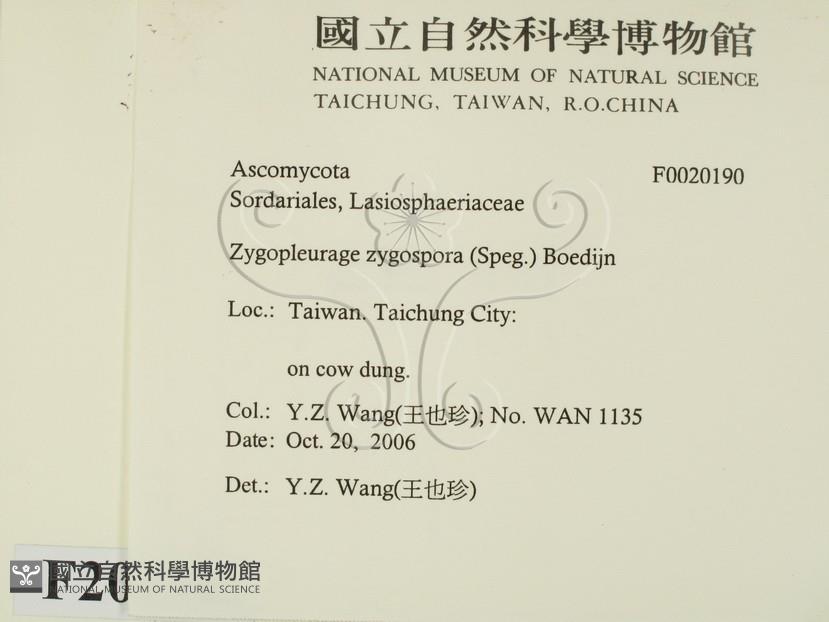 國立自然科學博物館
NATIONAL MUSEUM OF NATURAL SCIENCE
TAICHUNG, TAIWAN, R.O.CHINA
Ascomycota F0020190
Sordariales, Lasiosphaeriaceae
Zygopleurage zygospora (Speg.) Boedijn
Loc.: Taiwan. Taichung City:
on cow dung.
Col.: Y.Z. Wang(王也珍); No. WAN 1135
Date: Oct. 20, 2006
Det.: Y.Z. Wang(王也珍)
F20
國立自然科學博物館
NATIONAL MUSEUM OF NATURAL SCIENCE